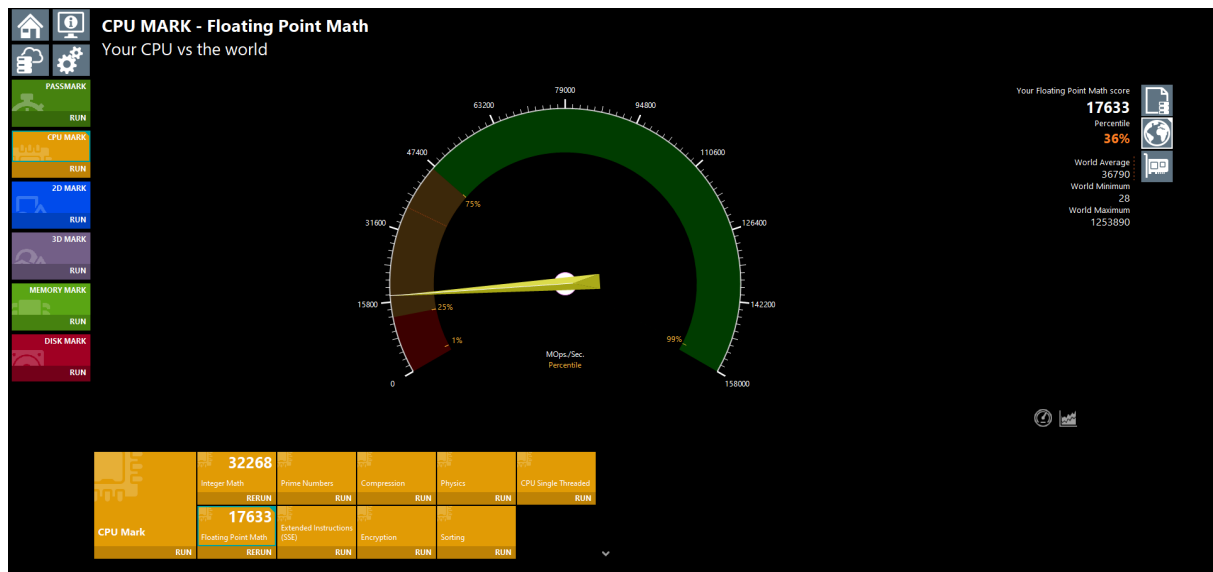 CPU MARK - Floating Point Math
Your CPU vs the world
PASSMARK
RUN
CPU MARK
RUN
2D MARK
RUN
3D MARK
RUN
MEMORY MARK
RUN
DISK MARK
RUN
0
15800
31600
47400
63200
79000
94800
110600
126400
142200
158000
1%
25%
75%
99%
MOps./Sec.
Percentile
Your Floating Point Math score
17633
Percentile
36%
World Average
36790
World Minimum
28
World Maximum
1253890
CPU Mark
RUN
32268
Integer Math
RERUN
Prime Numbers
RUN
Compression
RUN
Physics
RUN
CPU Single Threaded
RUN
17633
Floating Point Math
RERUN
Extended Instructions
(SSE)
RUN
Encryption
RUN
Sorting
RUN